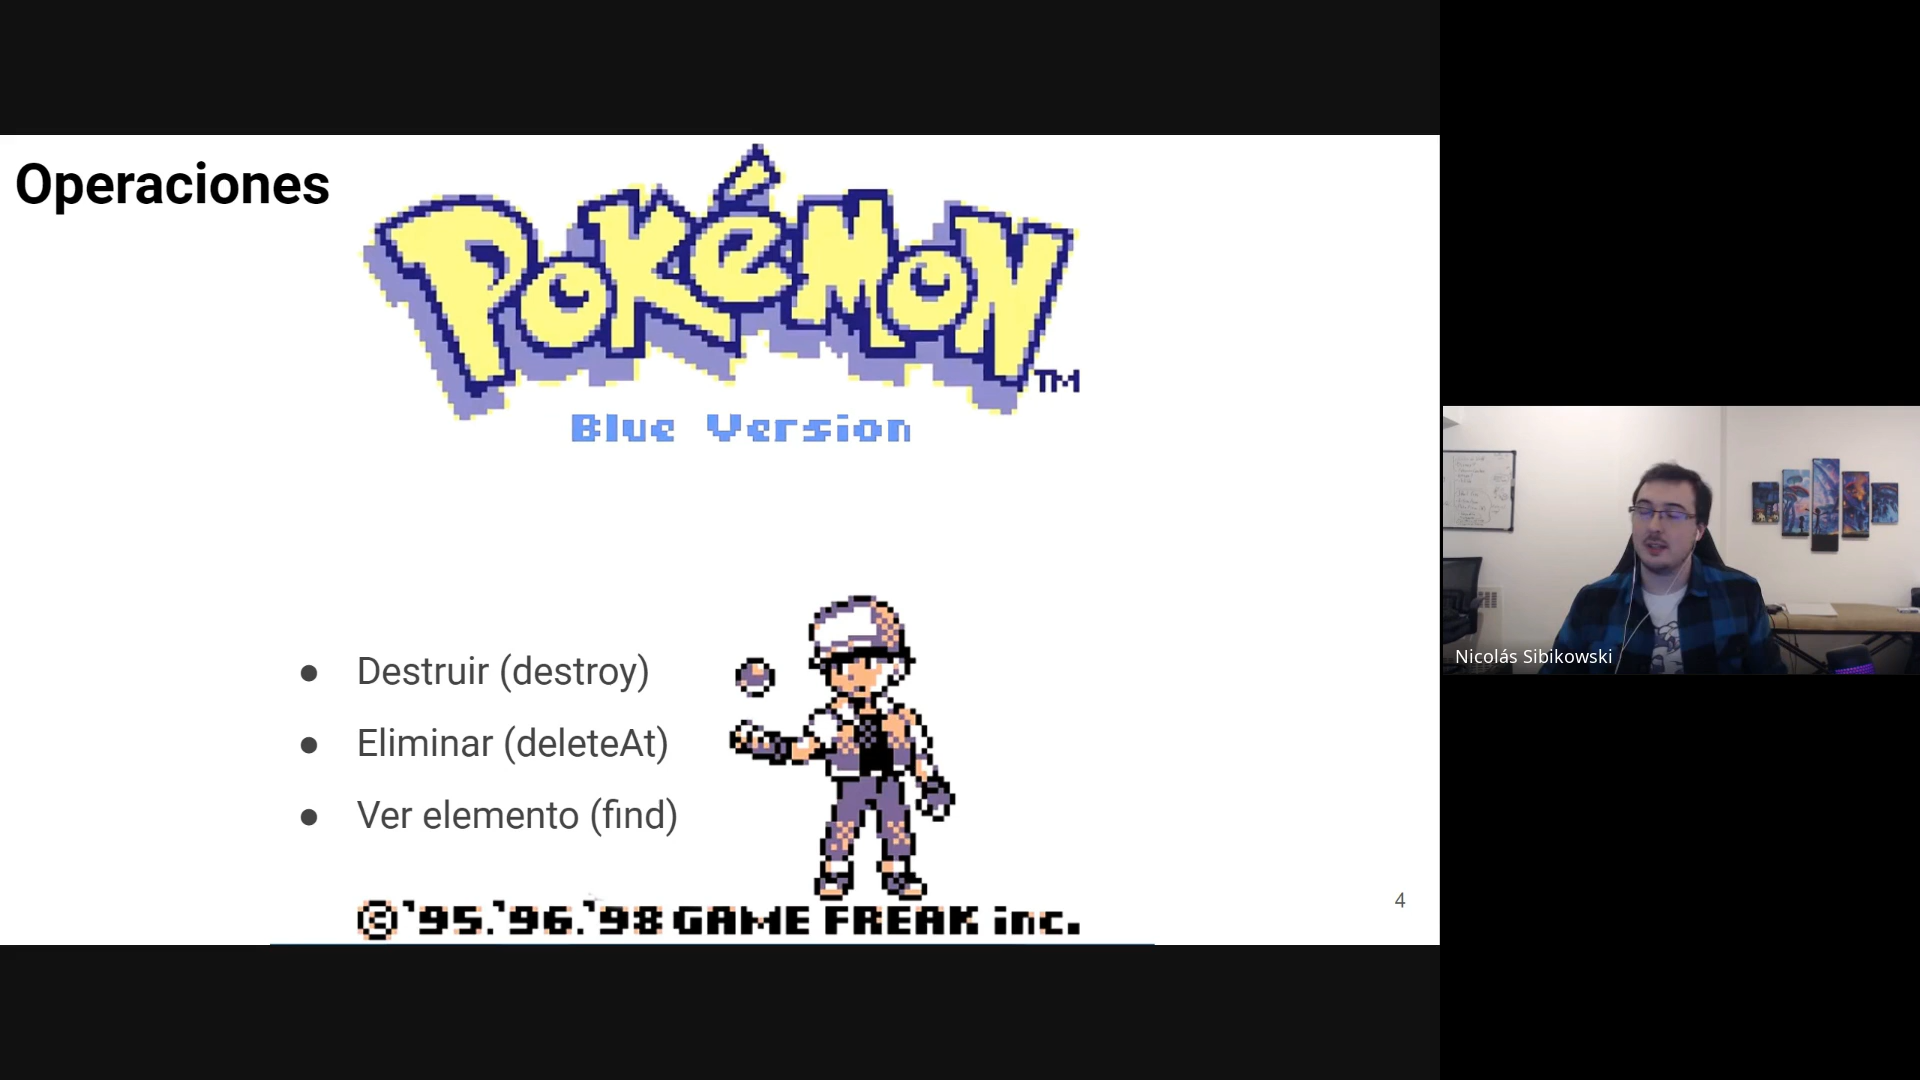 Operaciones
POKéMON
TM
Blue Version
● Destruir (destroy)
● Eliminar (deleteAt)
● Ver elemento (find)
©'95.'96.'98 GAME FREAK inc.
4
Nicolás Sibikowski